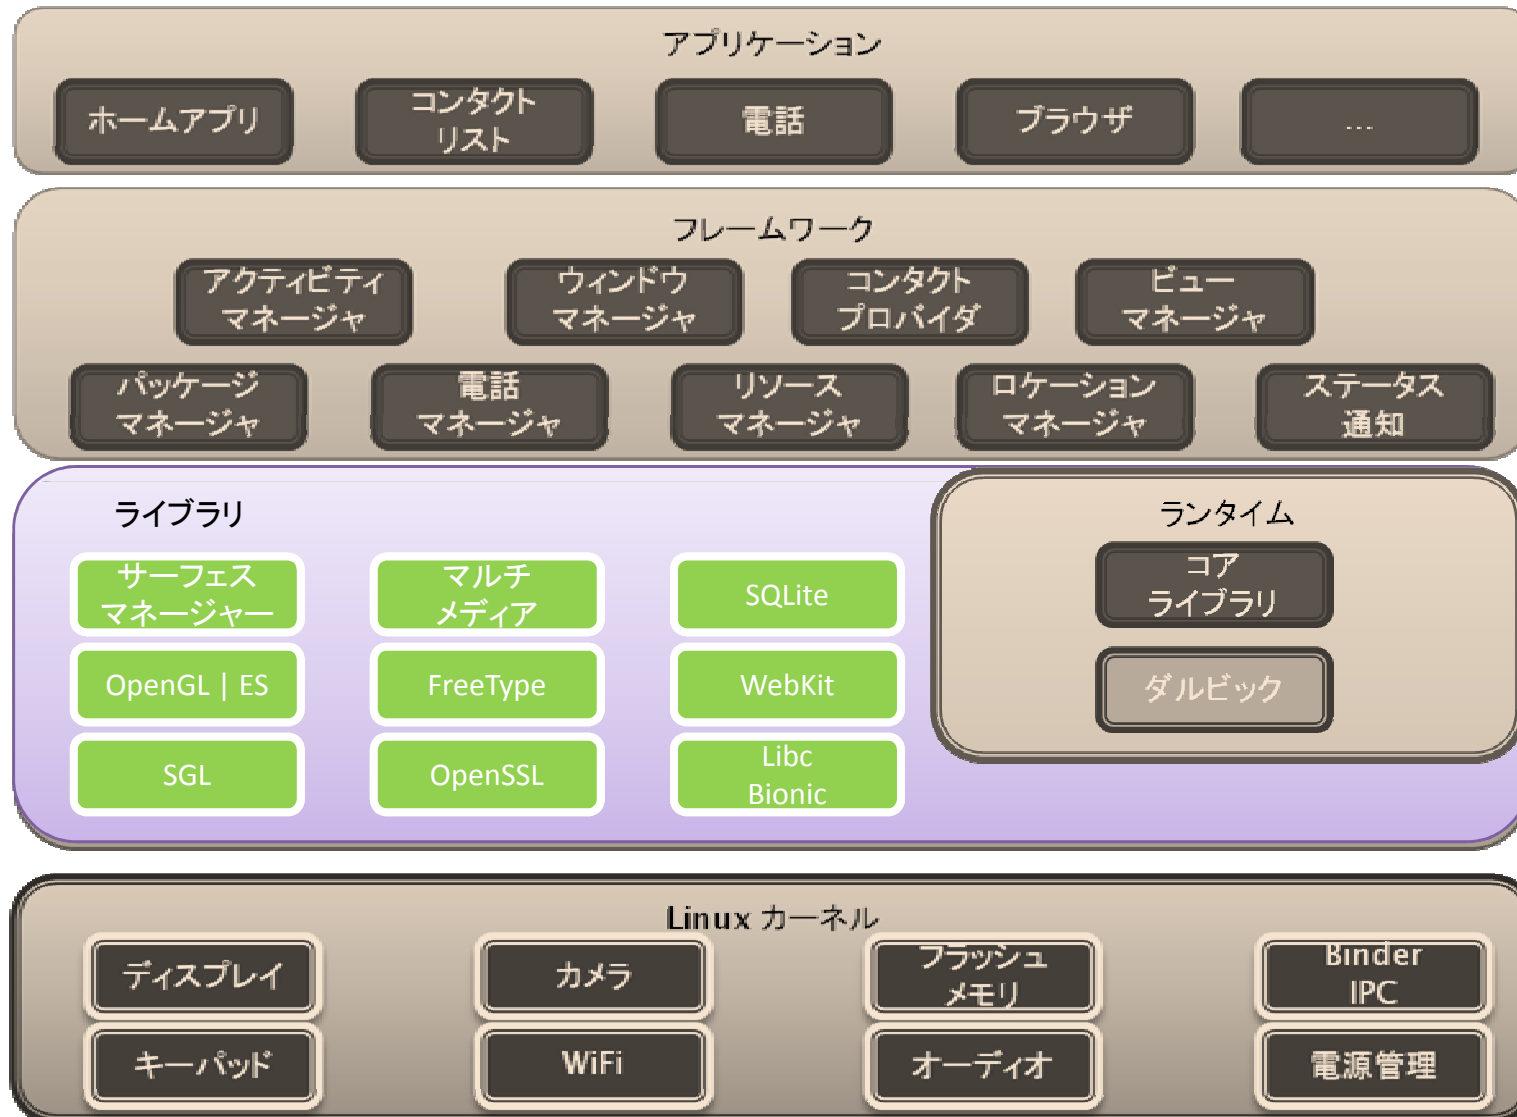 アプリケーション
ホームアプリ
コンタクト
リスト
電話
ブラウザ
...
フレームワーク
アクティビティ
マネージャ
ウィンドウ
マネージャ
コンタクト
プロバイダ
ビュー
マネージャ
パッケージ
マネージャ
電話
マネージャ
リソース
マネージャ
ロケーション
マネージャ
ステータス
通知
ライブラリ
サーフェス
マネージャー
マルチ
メディア
SQLite
OpenGL | ES
FreeType
WebKit
SGL
OpenSSL
Libc
Bionic
ランタイム
コア
ライブラリ
ダルビック
Linux カーネル
ディスプレイ
カメラ
フラッシュ
メモリ
Binder
IPC
キーパッド
WiFi
オーディオ
電源管理